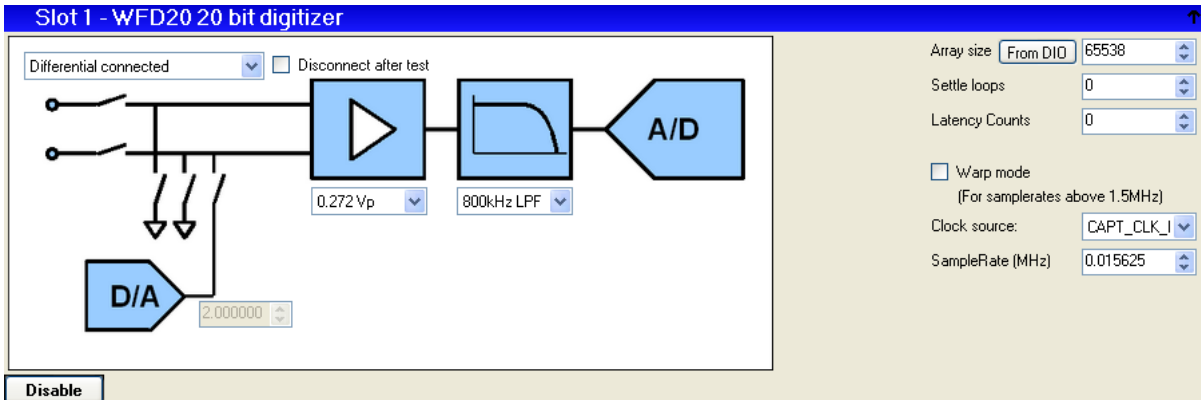 Slot 1 - WFD20 20 bit digitizer
Differential connected
Disconnect after test
A/D
0.272 Vp
800kHz LPF
D/A
2.000000
Array size From DIO 65538
Settle loops 0
Latency Counts 0
Warp mode
(For samplerates above 1.5MHz)
Clock source: CAPT_CLK_I
SampleRate (MHz) 0.015625
Disable